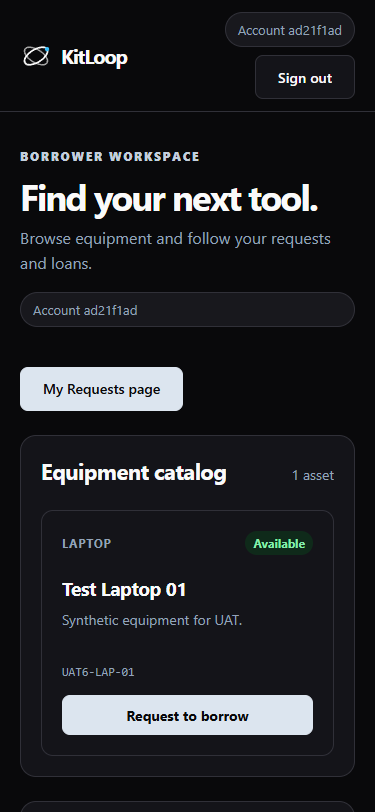 KitLoop
Account ad21f1ad
Sign out
BORROWER WORKSPACE
Find your next tool.
Browse equipment and follow your requests
and loans.
Account ad21f1ad
My Requests page
Equipment catalog
1 asset
LAPTOP
Available
Test Laptop 01
Synthetic equipment for UAT.
UAT6-LAP-01
Request to borrow